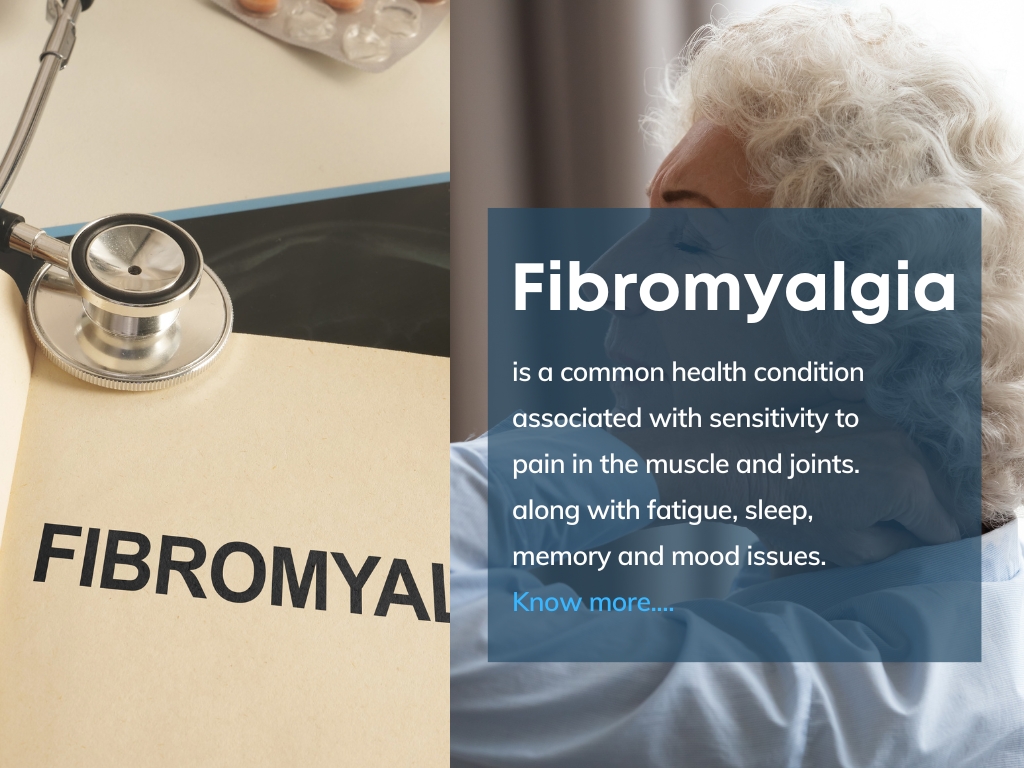 FIBROMYAL
Fibromyalgia
is a common health condition
associated with sensitivity to
pain in the muscle and joints.
along with fatigue, sleep,
memory and mood issues.
Know more....